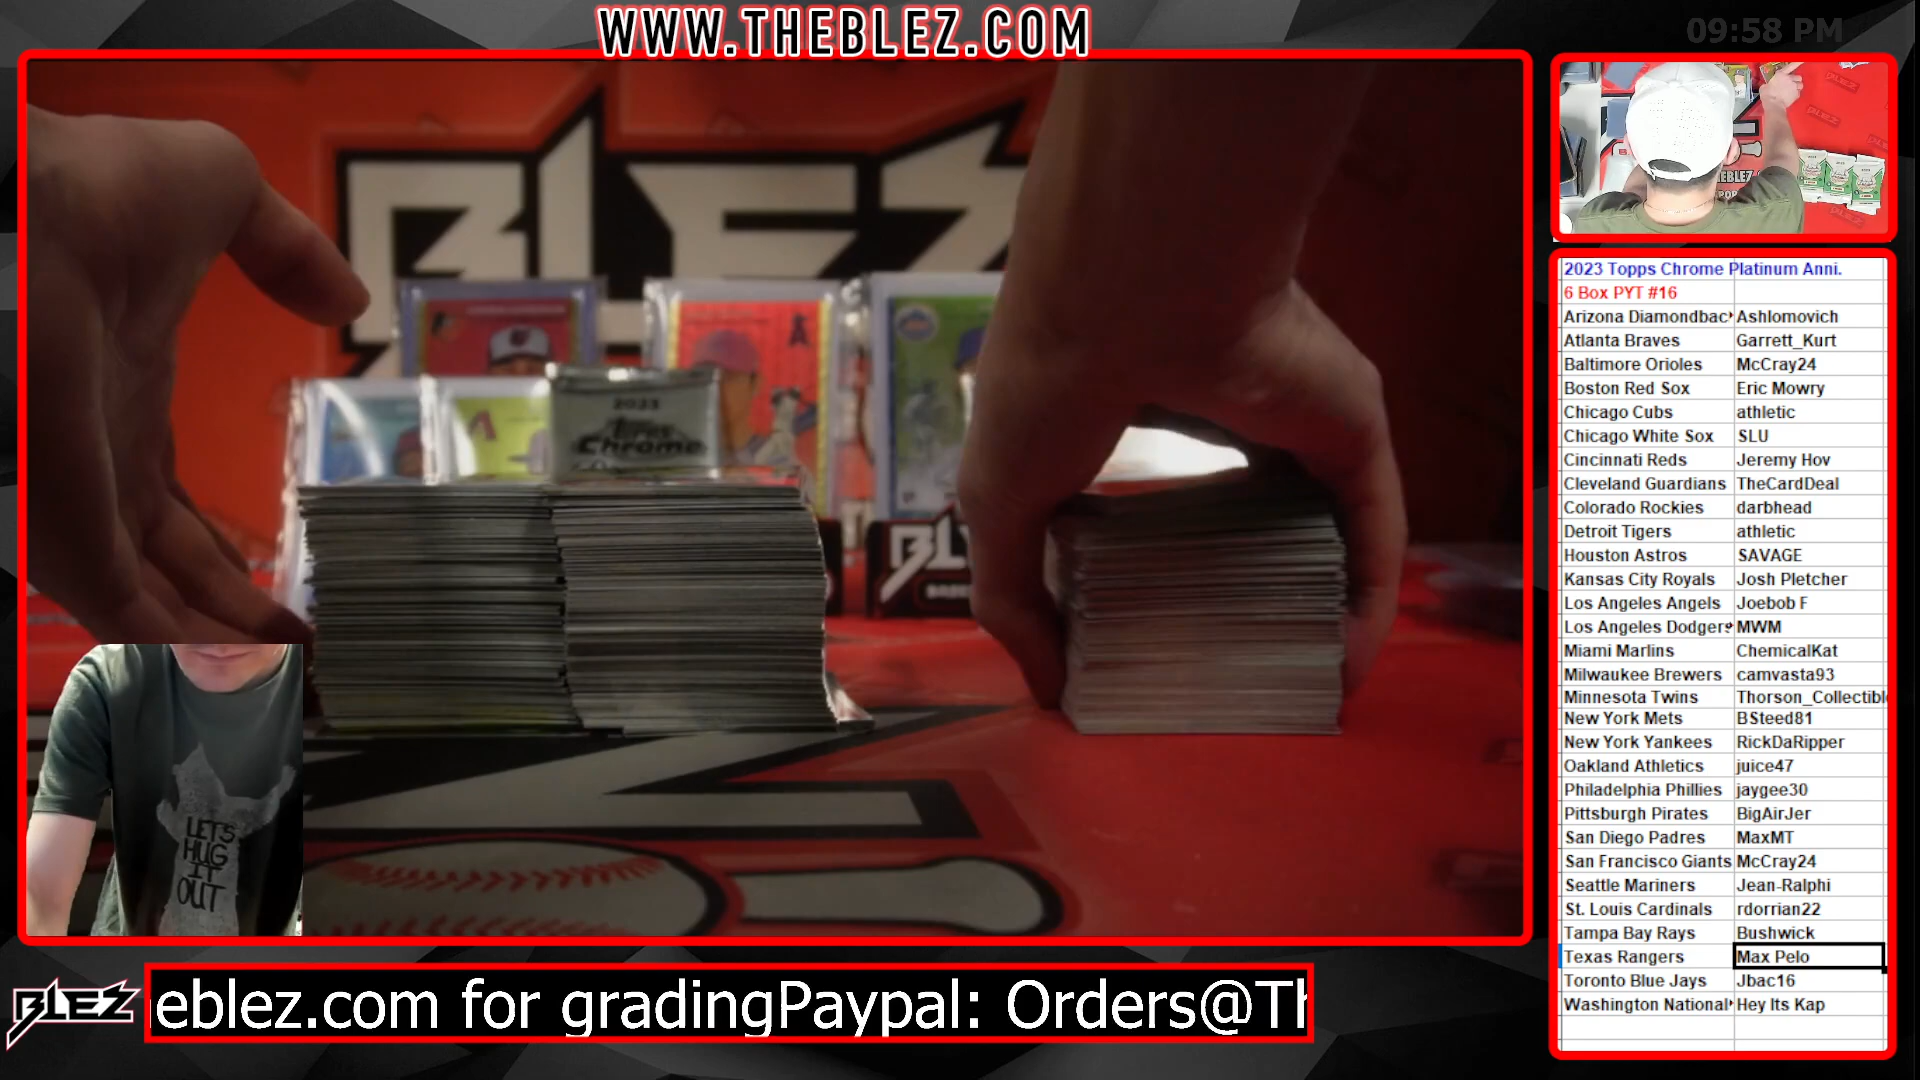 WWW.THEBLEZ.COM
09:58 PM
BLEZ
2023
Topps
Chrome
LETS
HUG
IT
OUT
BLEZ
eblez.com for gradingPaypal: Orders@Th
2023 Topps Chrome Platinum Anni.
6 Box PYT #16
Arizona Diamondbac Ashlomovich
Atlanta Braves Garrett_Kurt
Baltimore Orioles McCray24
Boston Red Sox Eric Mowry
Chicago Cubs athletic
Chicago White Sox SLU
Cincinnati Reds Jeremy Hov
Cleveland Guardians TheCardDeal
Colorado Rockies darbhead
Detroit Tigers athletic
Houston Astros SAVAGE
Kansas City Royals Josh Pletcher
Los Angeles Angels Joebob F
Los Angeles Dodgers MWM
Miami Marlins ChemicalKat
Milwaukee Brewers camvasta93
Minnesota Twins Thorson_Collectibl
New York Mets BSteed81
New York Yankees RickDaRipper
Oakland Athletics juice47
Philadelphia Phillies jaygee30
Pittsburgh Pirates BigAirJer
San Diego Padres MaxMT
San Francisco Giants McCray24
Seattle Mariners Jean-Ralphi
St. Louis Cardinals rdorrian22
Tampa Bay Rays Bushwick
Texas Rangers Max Pelo
Toronto Blue Jays Jbac16
Washington National Hey Its Kap